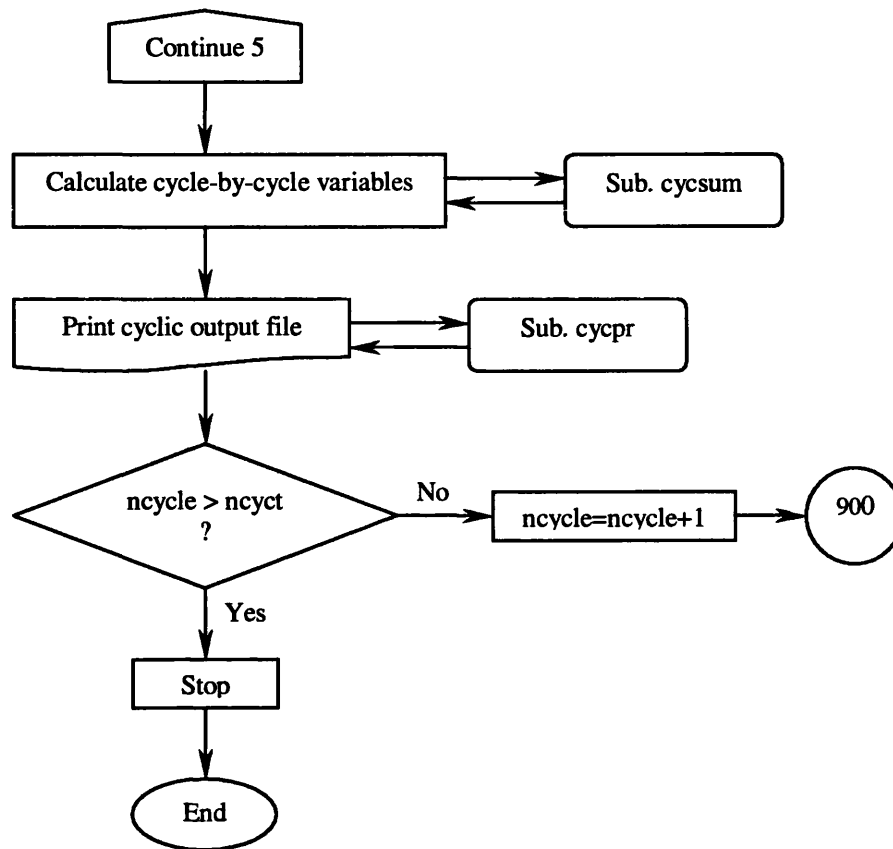 Continue 5
Calculate cycle-by-cycle variables
Sub. cycsum
Print cyclic output file
Sub. cycpr
ncycle > ncyct
?
No
ncycle=ncycle+1
900
Yes
Stop
End